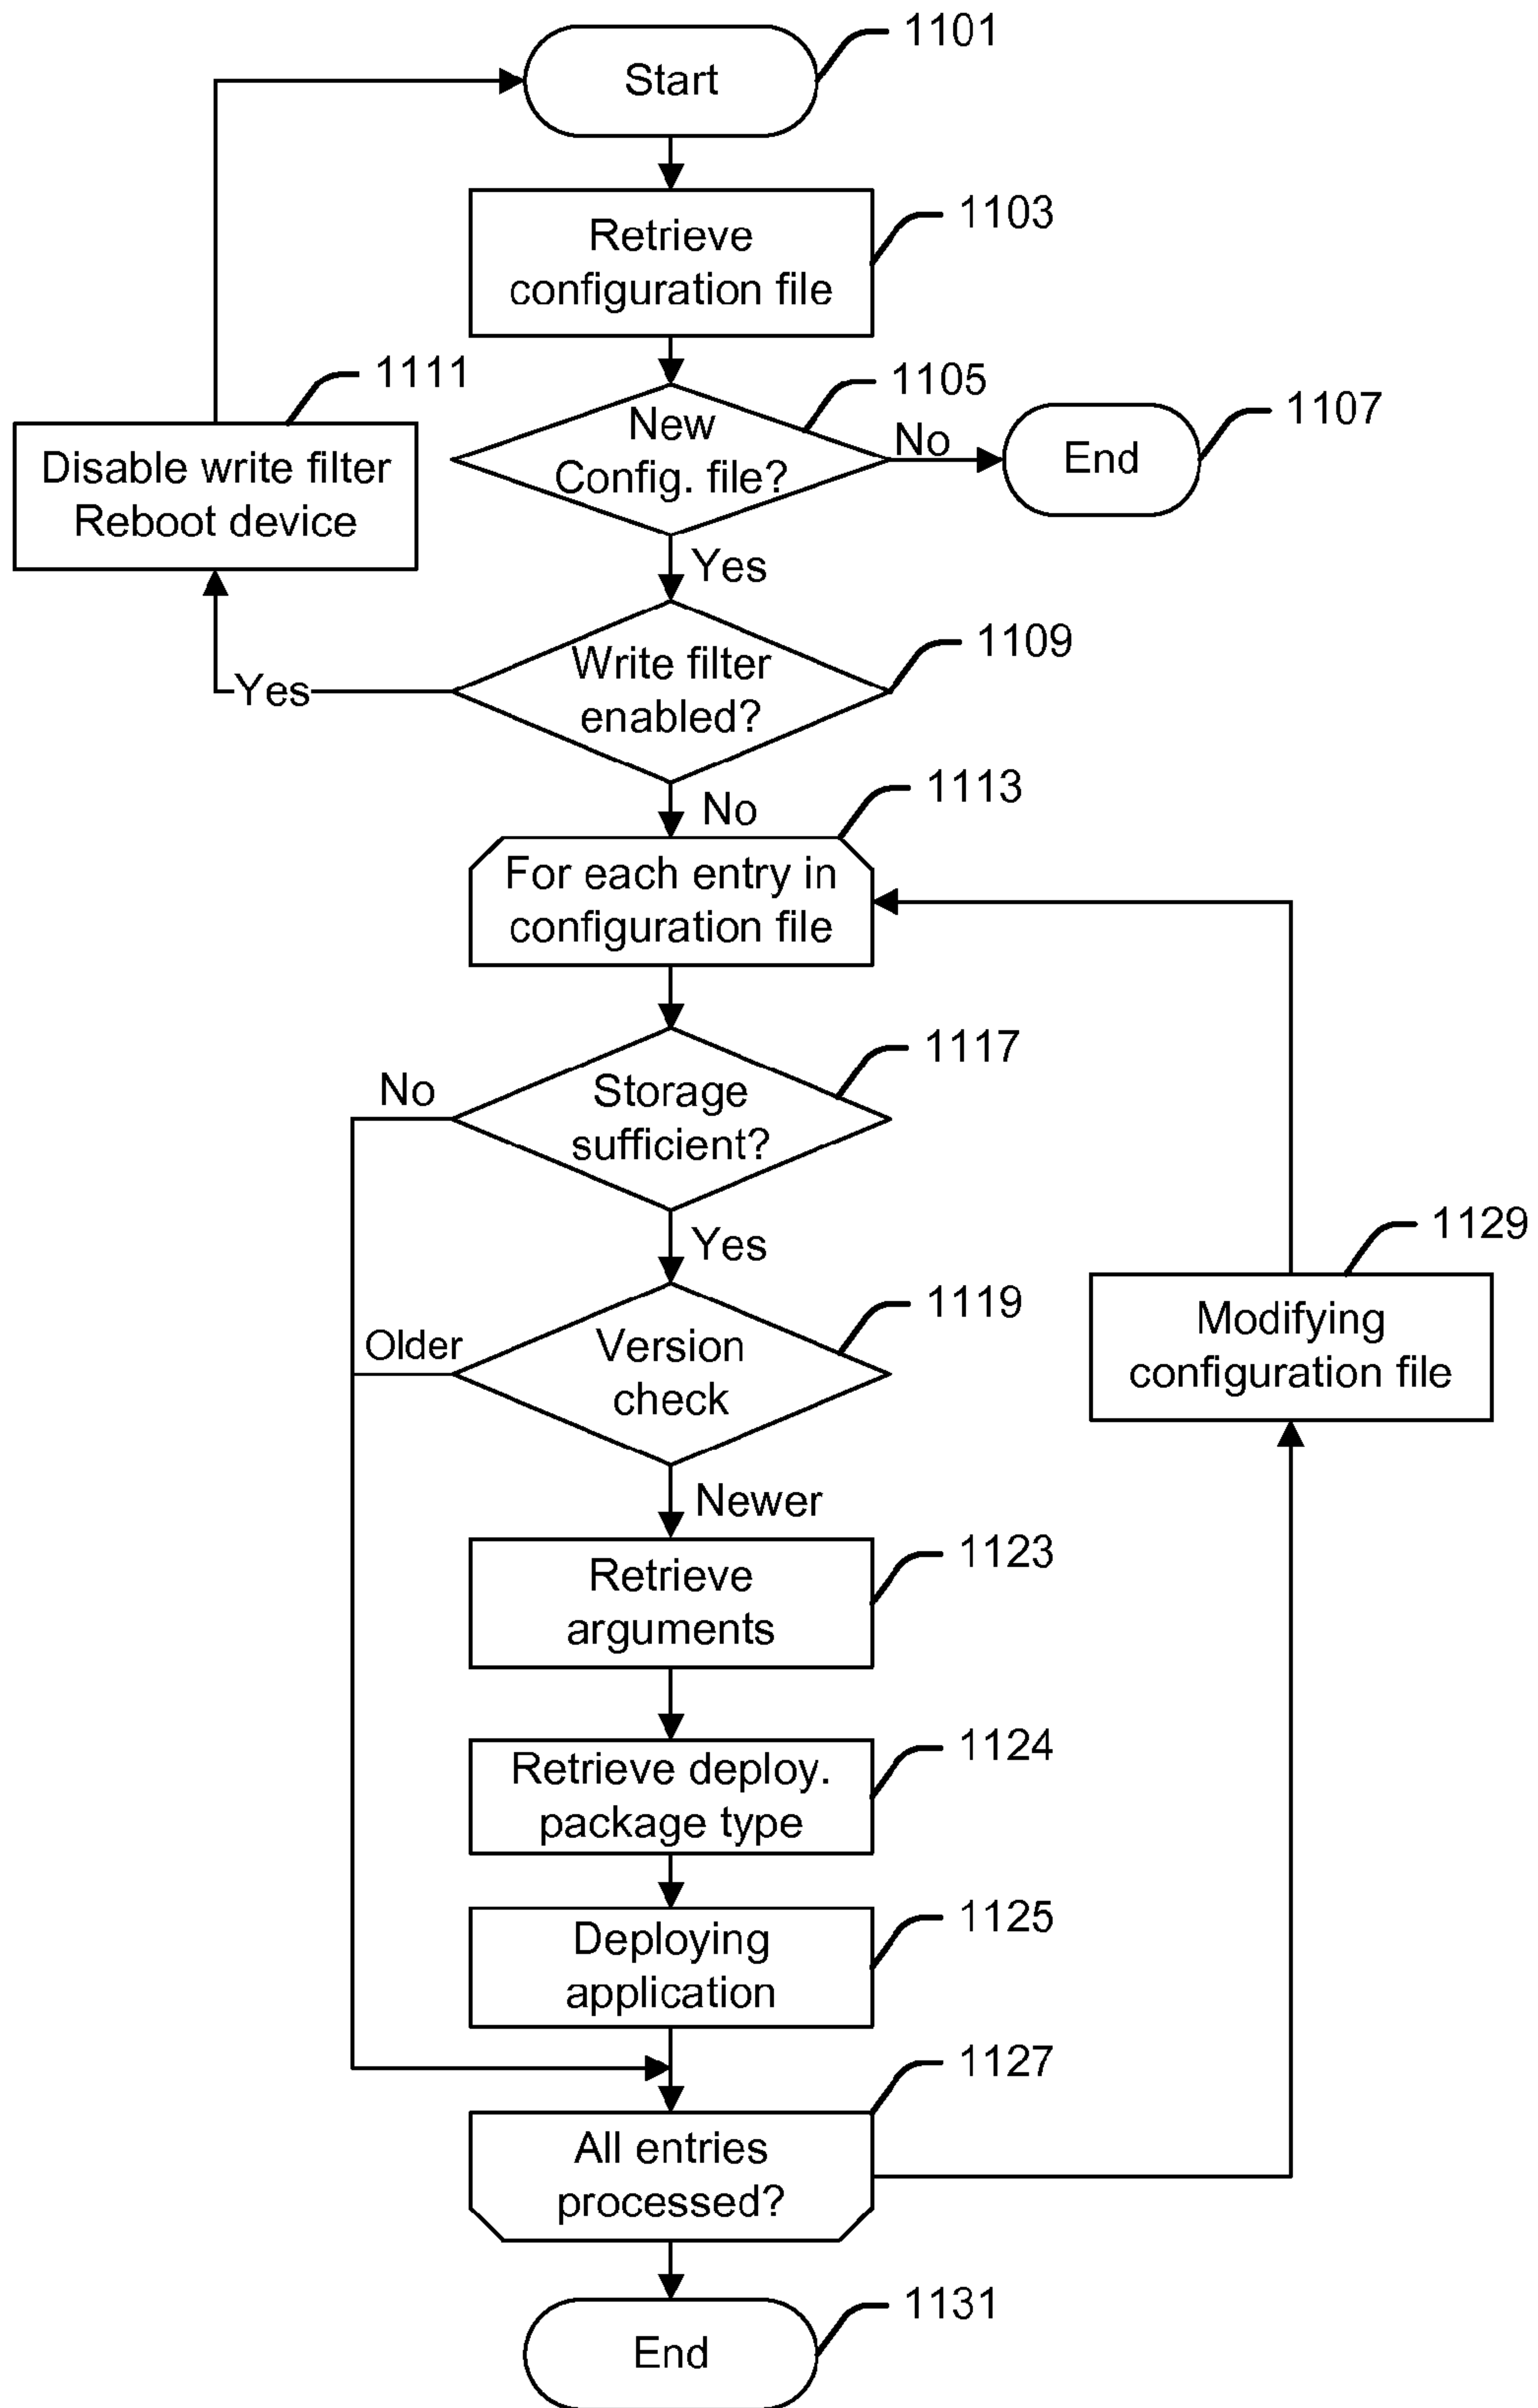 1101
Start
1103
Retrieve
configuration file
1111
1105
1107
New
Config. file?
No
End
Disable write filter
Reboot device
Yes
1109
Write filter
enabled?
Yes
1113
No
For each entry in
configuration file
1117
No
Storage
sufficient?
Yes
1129
1119
Older
Version
check
Modifying
configuration file
Newer
1123
Retrieve
arguments
1124
Retrieve deploy.
package type
1125
Deploying
application
1127
All entries
processed?
1131
End